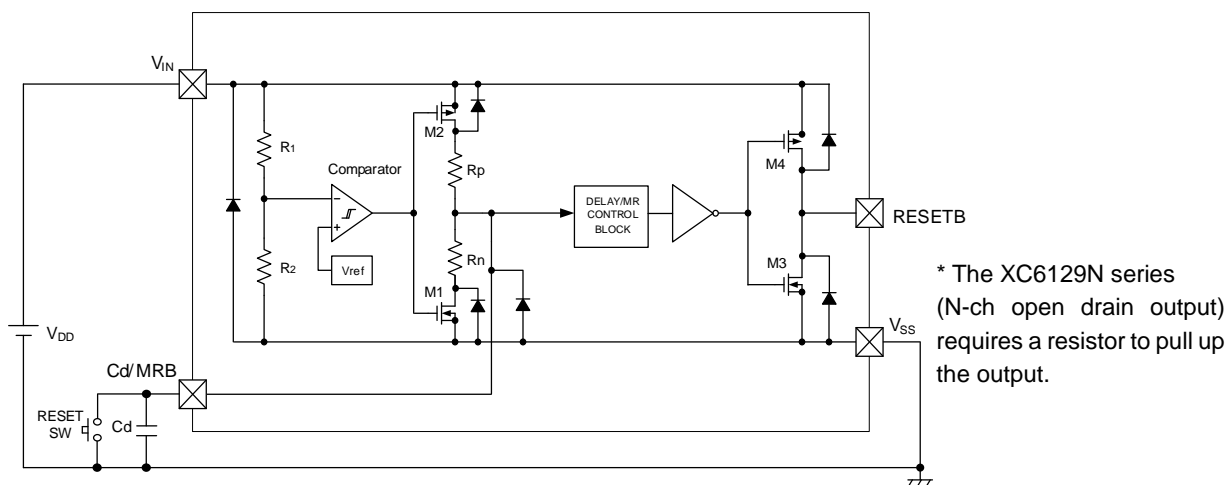 VIN
M2
R1
Rp
Comparator
M4
DELAY/MR
CONTROL
BLOCK
RESETB
−
+
Vref
R2
Rn
M1
M3
* The XC6129N series
(N-ch open drain output)
requires a resistor to pull up
the output.
VSS
VDD
Cd/MRB
RESET
SW
Cd